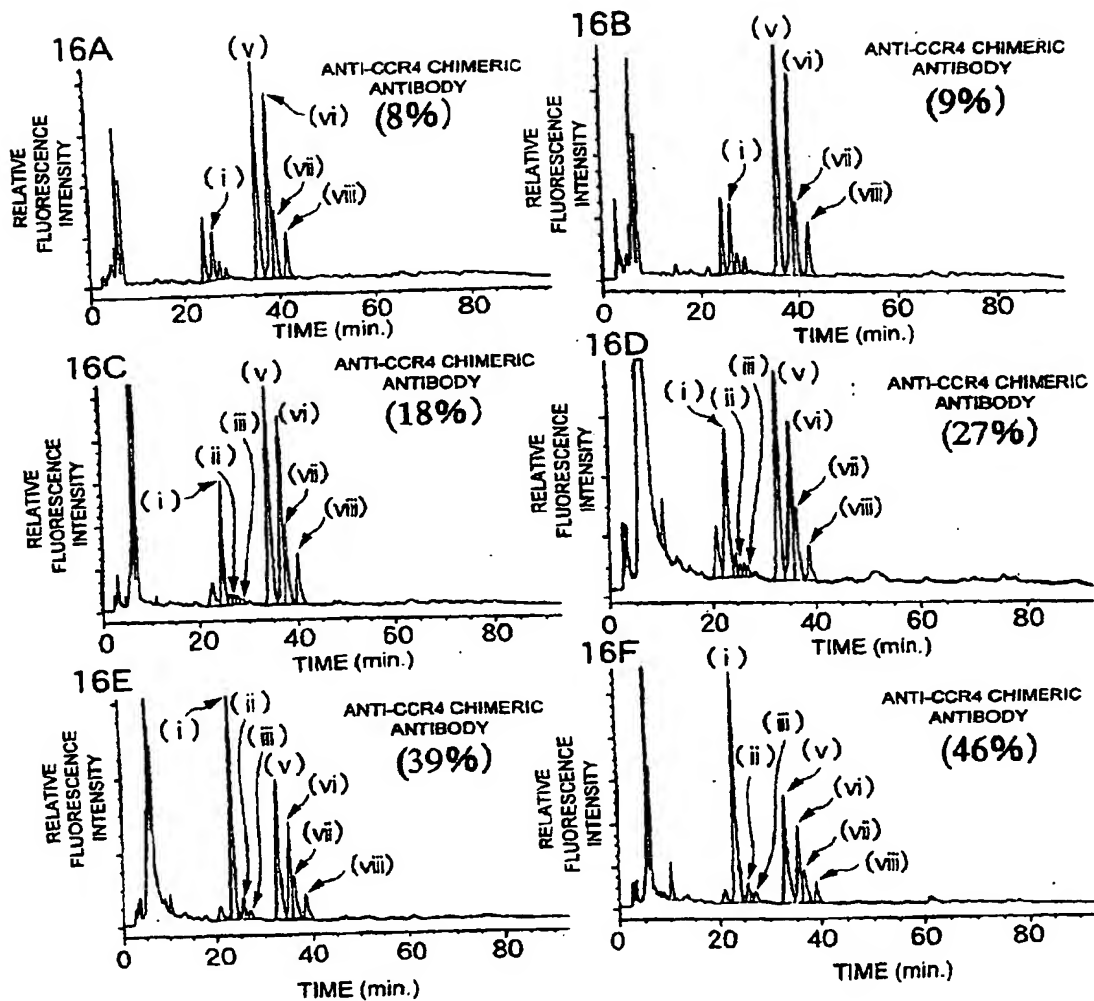 16A
(v)
ANTI-CCR4 CHIMERIC
ANTIBODY
(8%)
(vi)
(i)
(vii)
(viii)
RELATIVE
FLUORESCENCE
INTENSITY
0 20 40 60 80
TIME (min.)
16B
(v)
ANTI-CCR4 CHIMERIC
ANTIBODY
(9%)
(vi)
(i)
(vii)
(viii)
RELATIVE
FLUORESCENCE
INTENSITY
0 20 40 60 80
TIME (min.)
16C
(v)
ANTI-CCR4 CHIMERIC
ANTIBODY
(18%)
(iii)
(vi)
(ii)
(vii)
(i)
(viii)
RELATIVE
FLUORESCENCE
INTENSITY
0 20 40 60 80
TIME (min.)
16D
(iii)
(v)
ANTI-CCR4 CHIMERIC
ANTIBODY
(27%)
(i)
(ii)
(vi)
(vii)
(viii)
RELATIVE
FLUORESCENCE
INTENSITY
0 20 40 60 80
TIME (min.)
16E
(i)
(ii)
(iii)
(v)
ANTI-CCR4 CHIMERIC
ANTIBODY
(39%)
(vi)
(vii)
(viii)
RELATIVE
FLUORESCENCE
INTENSITY
0 20 40 60 80
TIME (min.)
16F
(i)
(iii)
(ii)
(v)
ANTI-CCR4 CHIMERIC
ANTIBODY
(46%)
(vi)
(vii)
(viii)
RELATIVE
FLUORESCENCE
INTENSITY
0 20 40 60 80
TIME (min.)